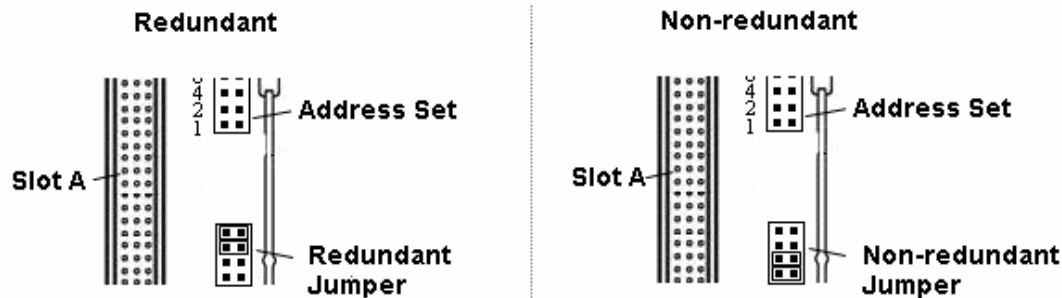 Redundant
4
2
1
Address Set
Slot A
Redundant
Jumper
Non-redundant
4
2
1
Address Set
Slot A
Non-redundant
Jumper